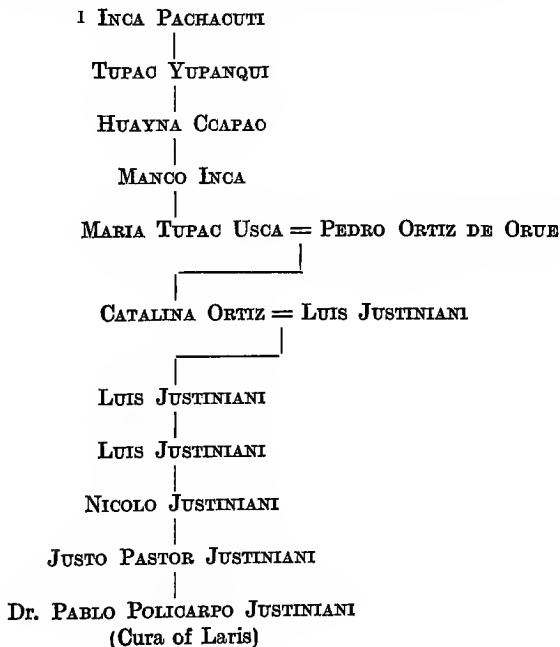 1 INCA PACHACUTI
TUPAC YUPANQUI
HUAYNA CCAPAC
MANCO INCA
MARIA TUPAC USCA = PEDRO ORTIZ DE ORUE
CATALINA ORTIZ = LUIS JUSTINIANI
LUIS JUSTINIANI
LUIS JUSTINIANI
NICOLO JUSTINIANI
JUSTO PASTOR JUSTINIANI
Dr. PABLO POLICARPO JUSTINIANI
(Cura of Laris)